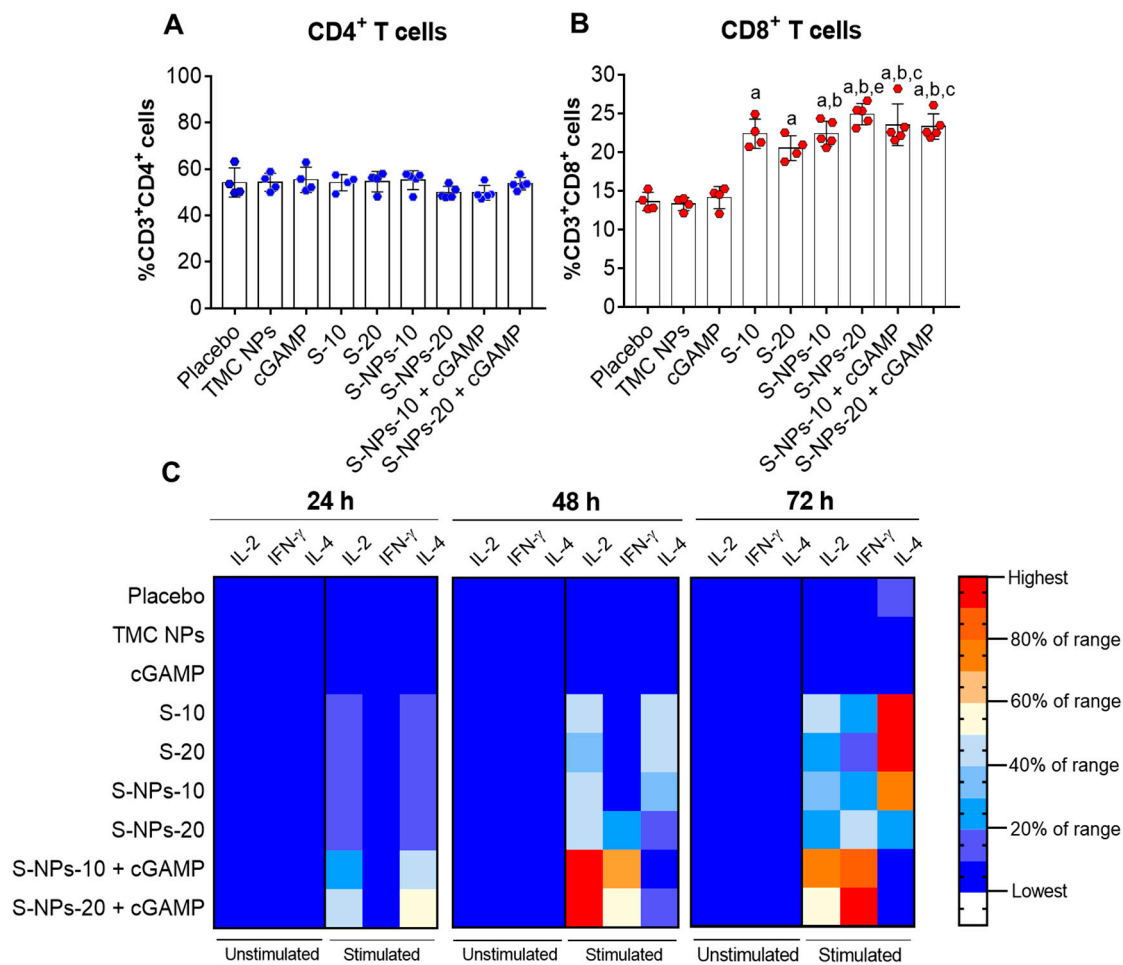 A
CD4⁺ T cells
%CD3⁺CD4⁺ cells
100
80
60
40
20
0
Placebo
TMC NPs
cGAMP
S-10
S-20
S-NPs-10
S-NPs-20
S-NPs-10 + cGAMP
S-NPs-20 + cGAMP
B
CD8⁺ T cells
%CD3⁺CD8⁺ cells
30
25
20
15
10
5
0
a
a
a,b
a,b,e
a,b,c
a,b,c
Placebo
TMC NPs
cGAMP
S-10
S-20
S-NPs-10
S-NPs-20
S-NPs-10 + cGAMP
S-NPs-20 + cGAMP
C
24 h 48 h 72 h
IL-2 IFN-γ IL-4 IL-2 IFN-γ IL-4 IL-2 IFN-γ IL-4 IL-2 IFN-γ IL-4 IL-2 IFN-γ IL-4 IL-2 IFN-γ IL-4
Placebo
TMC NPs
cGAMP
S-10
S-20
S-NPs-10
S-NPs-20
S-NPs-10 + cGAMP
S-NPs-20 + cGAMP
Unstimulated Stimulated Unstimulated Stimulated Unstimulated Stimulated
Highest
80% of range
60% of range
40% of range
20% of range
Lowest